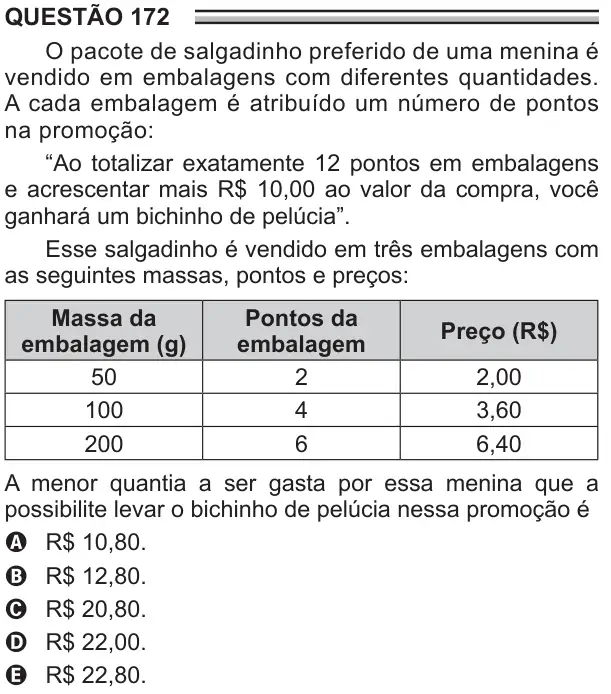 QUESTÃO 172
O pacote de salgadinho preferido de uma menina é
vendido em embalagens com diferentes quantidades.
A cada embalagem é atribuído um número de pontos
na promoção:
“Ao totalizar exatamente 12 pontos em embalagens
e acrescentar mais R$ 10,00 ao valor da compra, você
ganhará um bichinho de pelúcia”.
Esse salgadinho é vendido em três embalagens com
as seguintes massas, pontos e preços:
Massa da embalagem (g) Pontos da embalagem Preço (R$)
50 2 2,00
100 4 3,60
200 6 6,40
A menor quantia a ser gasta por essa menina que a
possibilite levar o bichinho de pelúcia nessa promoção é
A R$ 10,80.
B R$ 12,80.
C R$ 20,80.
D R$ 22,00.
E R$ 22,80.